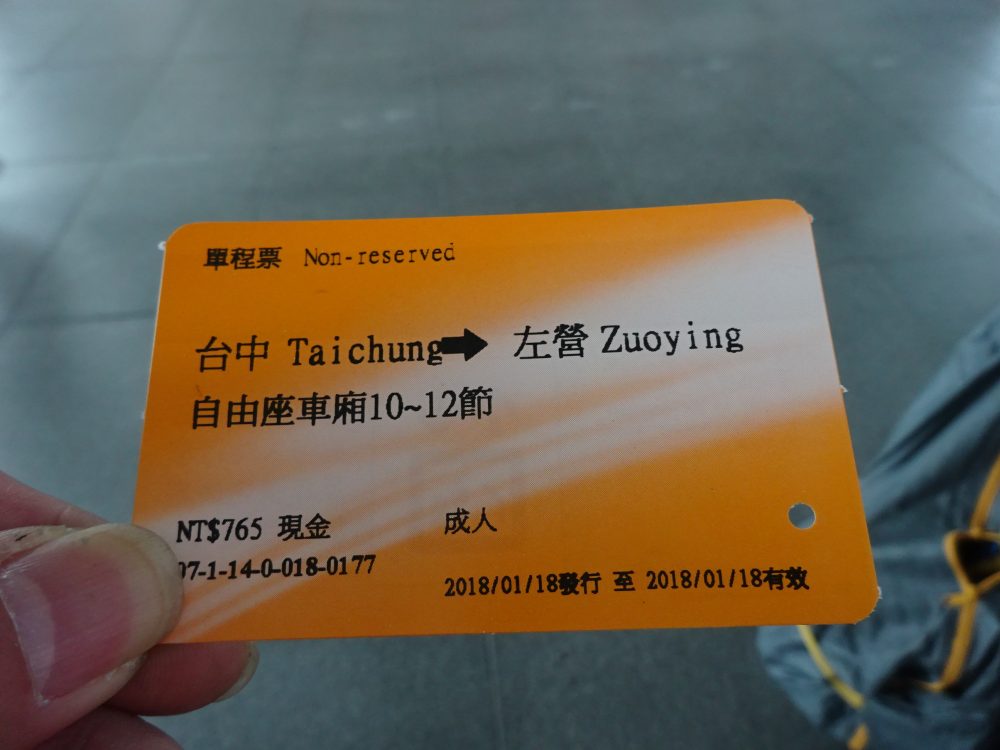 單程票 Non-reserved
台中 Taichung➡ 左營 Zuoying
自由座車廂10~12節
NT$765 現金 成人
07-1-14-0-018-0177
2018/01/18發行 至 2018/01/18有效